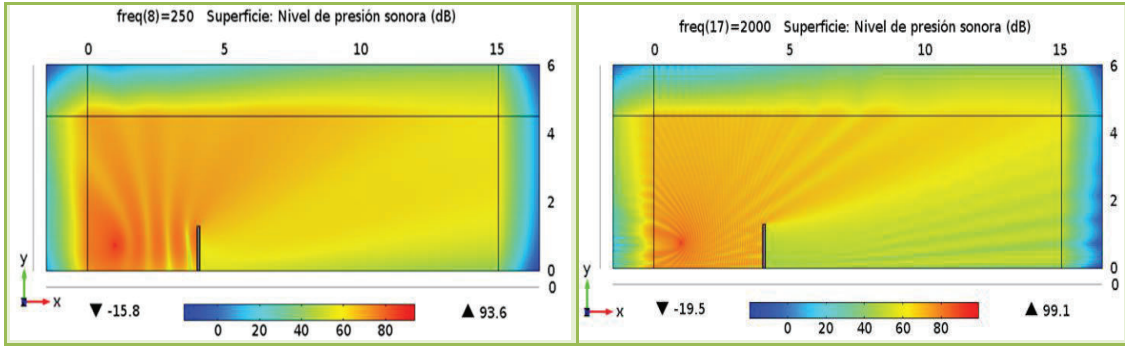 freq(8)=250 Superficie: Nivel de presión sonora (dB)
0 5 10 15
6
4
2
0
0
y
x
▼ -15.8
0 20 40 60 80
▲ 93.6
freq(17)=2000 Superficie: Nivel de presión sonora (dB)
0 5 10 15
6
4
2
0
0
y
x
▼ -19.5
0 20 40 60 80
▲ 99.1